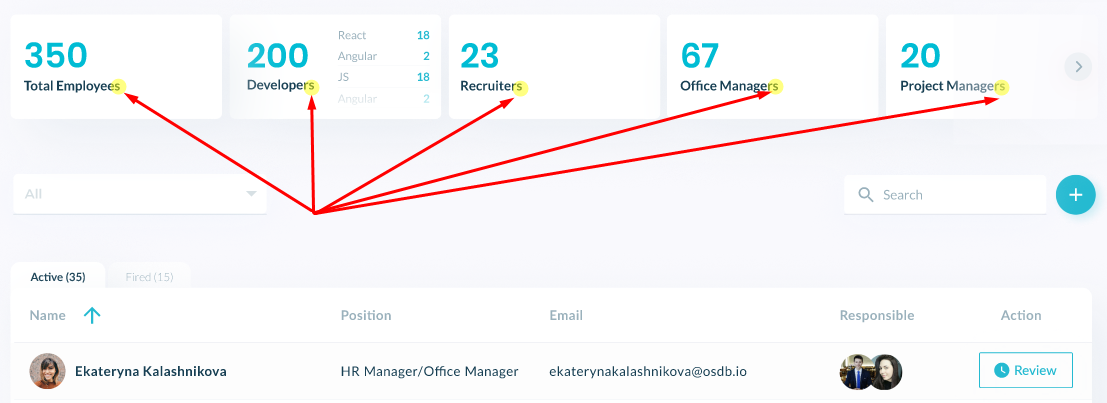 350
Total Employees
200
Developers
React 18
Angular 2
JS 18
Angular 2
23
Recruiters
67
Office Managers
20
Project Managers
All
Search
Active (35)
Fired (15)
Name Position Email Responsible Action
Ekateryna Kalashnikova HR Manager/Office Manager ekaterynakalashnikova@osdb.io Review